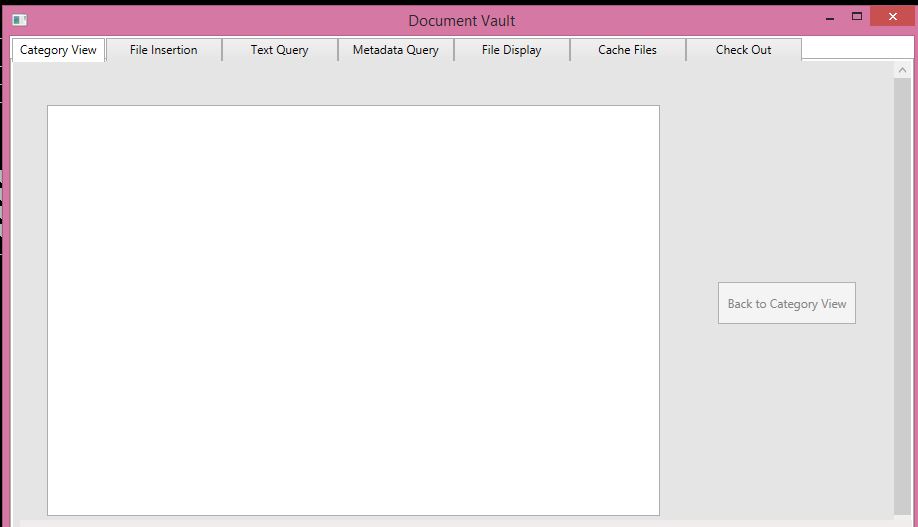 Document Vault
Category View File Insertion Text Query Metadata Query File Display Cache Files Check Out
Back to Category View